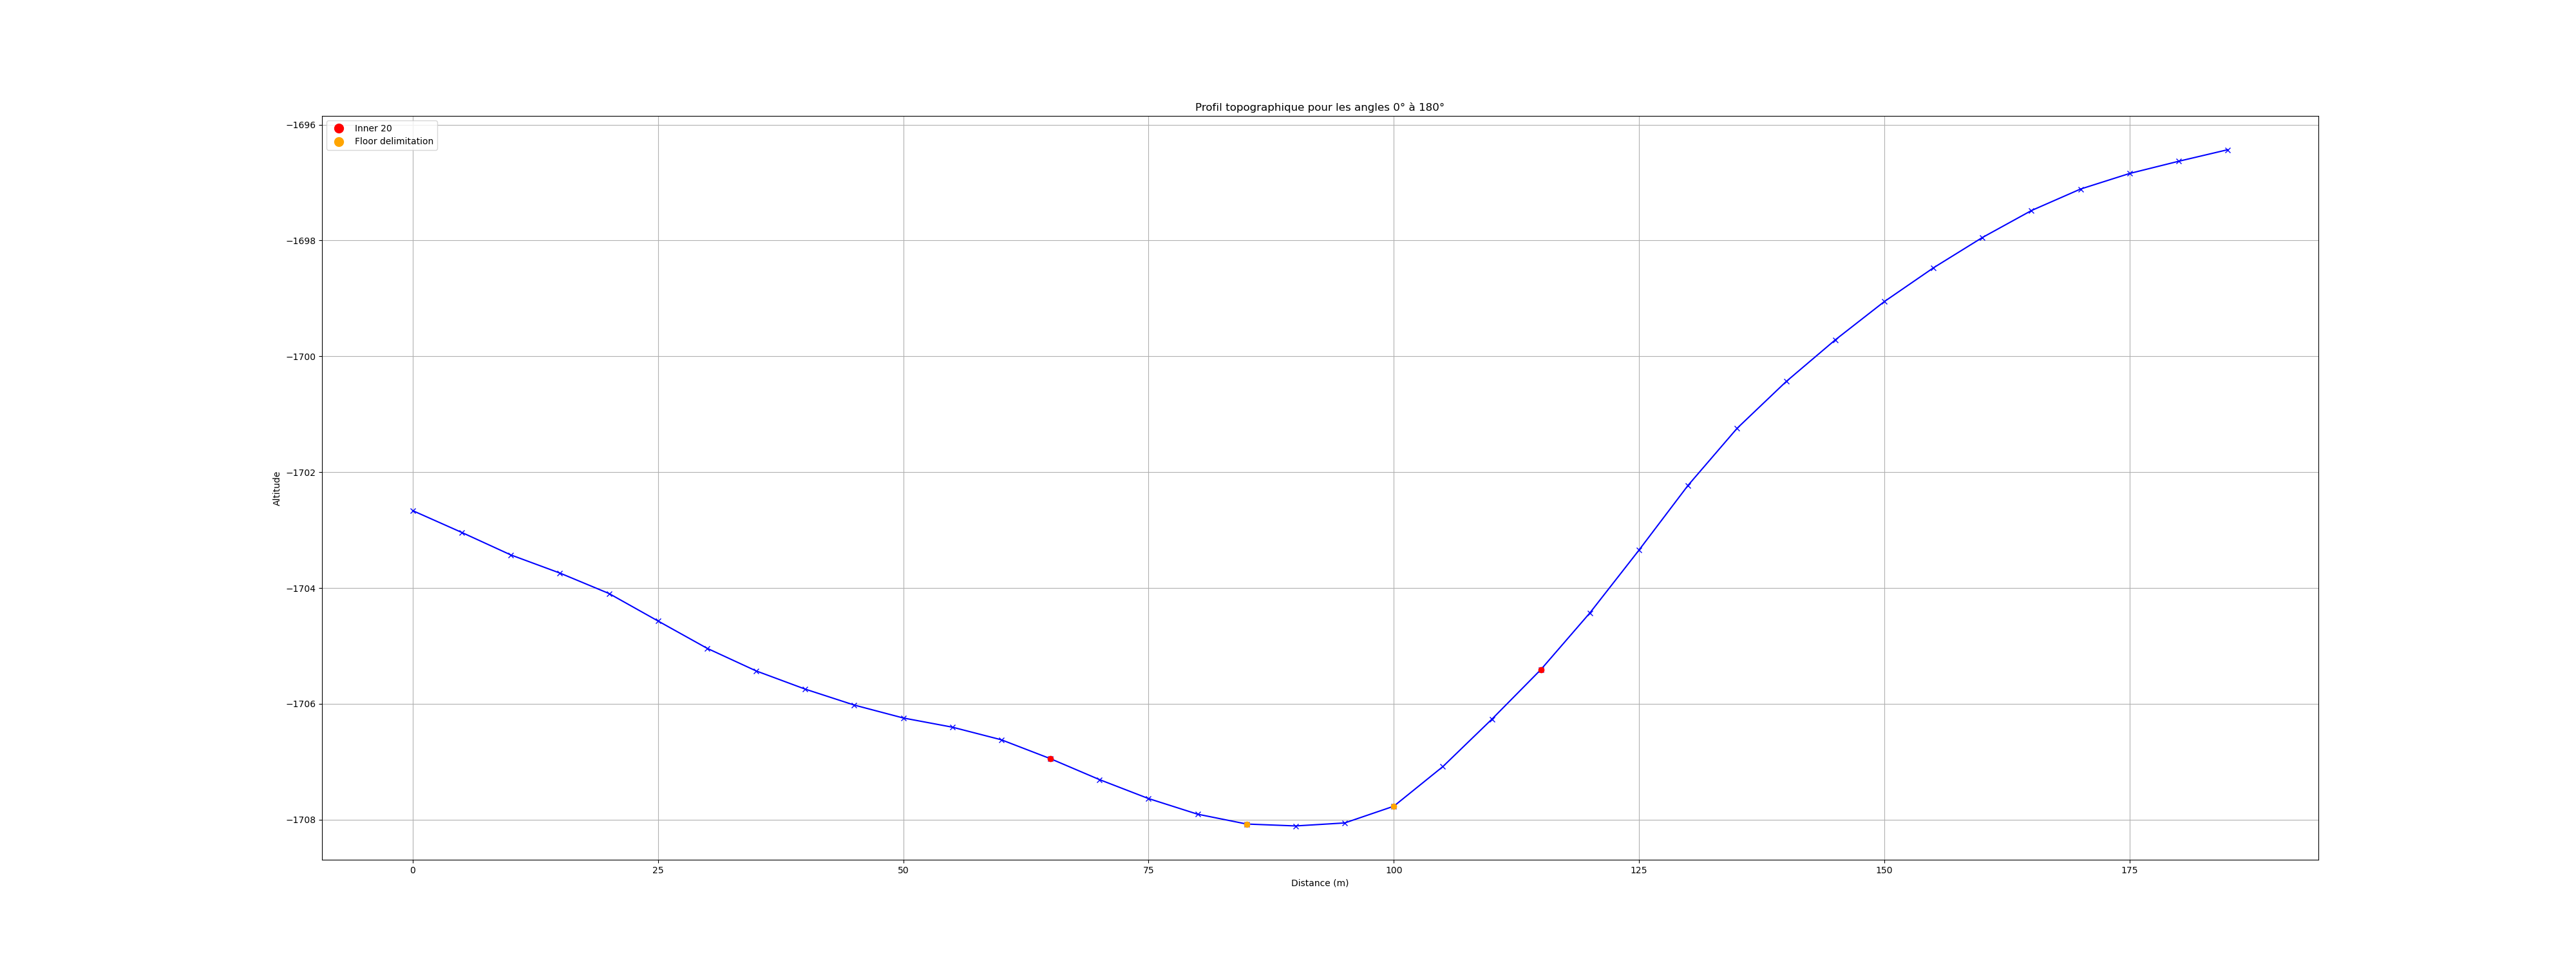 Profil topographique pour les angles 0° à 180°
Inner 20
Floor delimitation
−1696
−1698
−1700
−1702
−1704
−1706
−1708
Altitude
0 25 50 75 100 125 150 175
Distance (m)